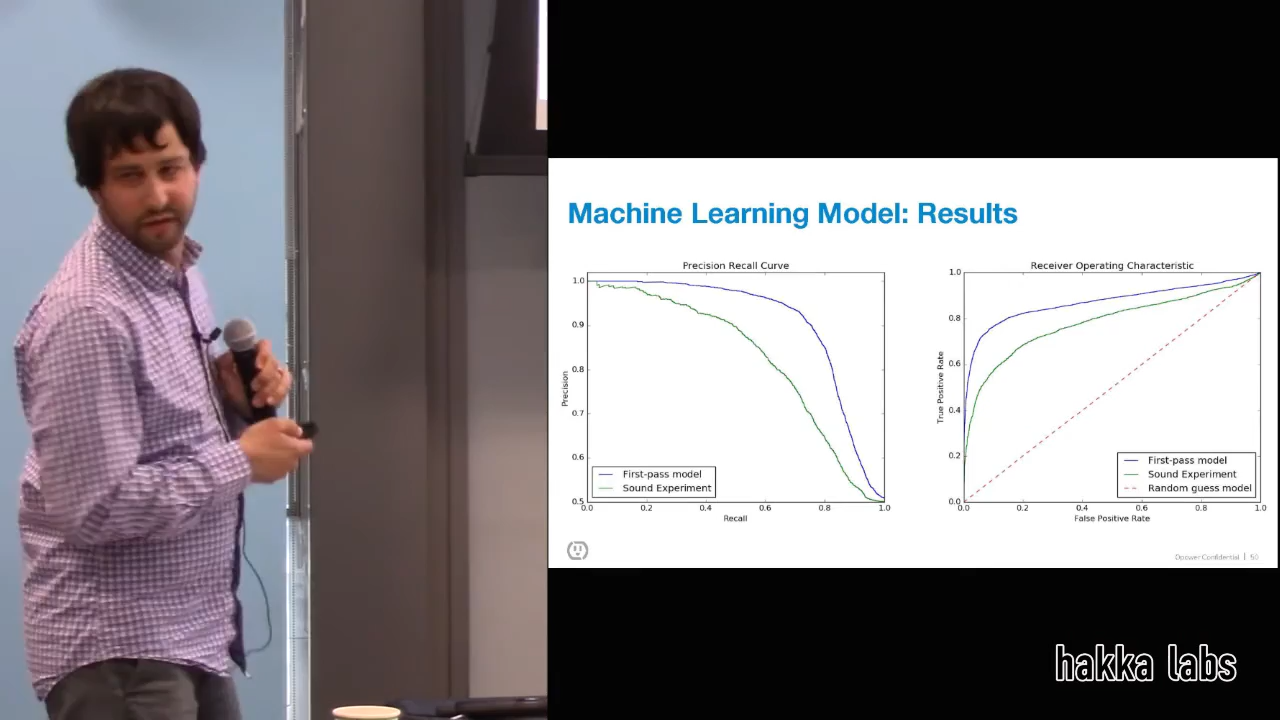 Machine Learning Model: Results
Precision Recall Curve
1.0
0.9
0.8
0.7
0.6
0.5
Precision
0.0 0.2 0.4 0.6 0.8 1.0
Recall
First-pass model
Sound Experiment
Receiver Operating Characteristic
1.0
0.8
0.6
0.4
0.2
0.0
True Positive Rate
0.0 0.2 0.4 0.6 0.8 1.0
False Positive Rate
First-pass model
Sound Experiment
Random guess model
Opower Confidential | 50
hakka labs